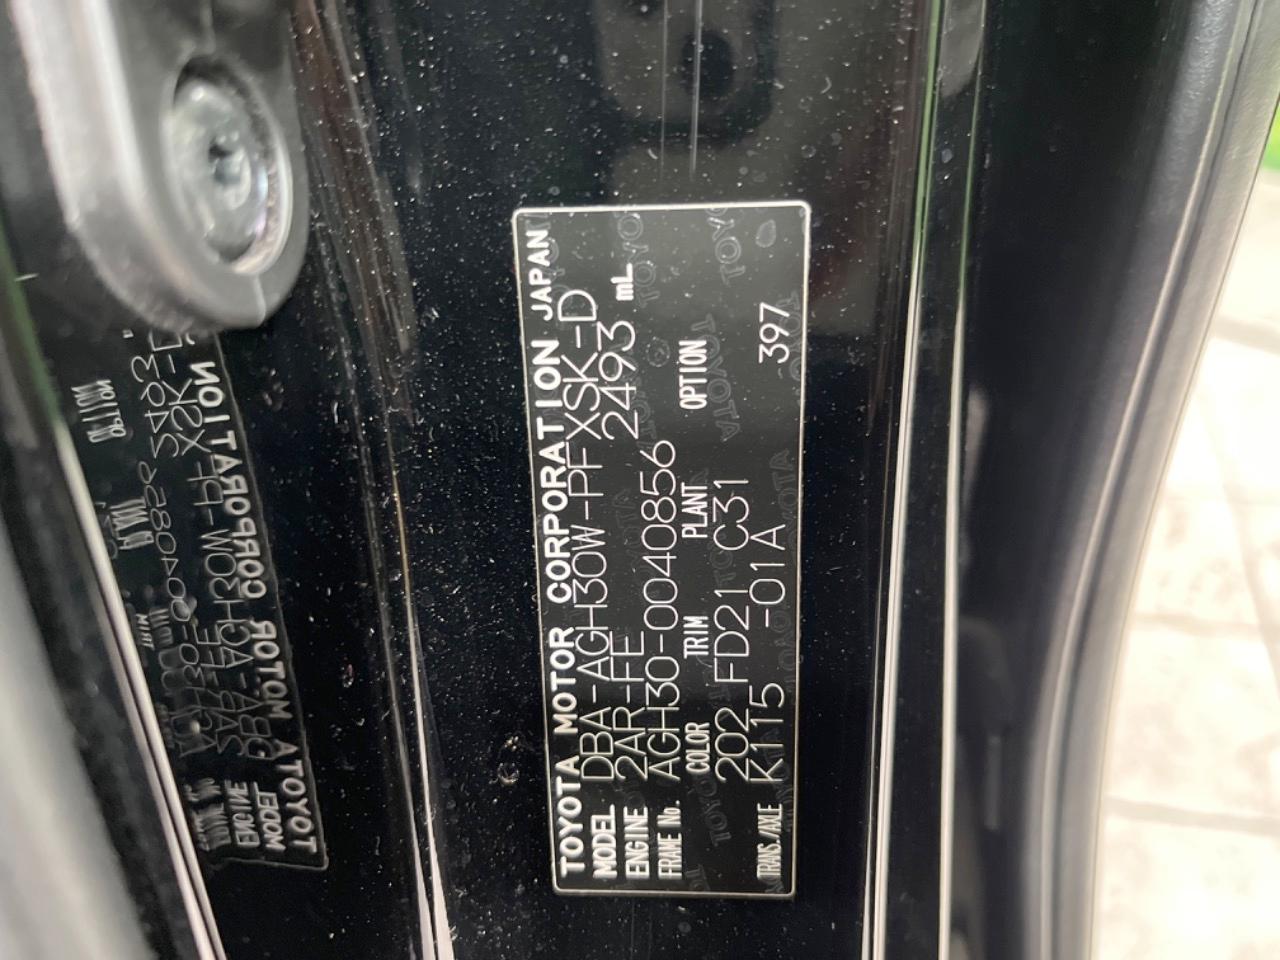 TOYOTA MOTOR CORPORATION JAPAN
MODEL DBA-AGH30W-PFXSK-D
ENGINE 2AR-FE 2493 mL
FRAME No. AGH30-0040856
COLOR TRIM PLANT OPTION
202 FD21 C31
TRANS./AXLE K115 -01A 397